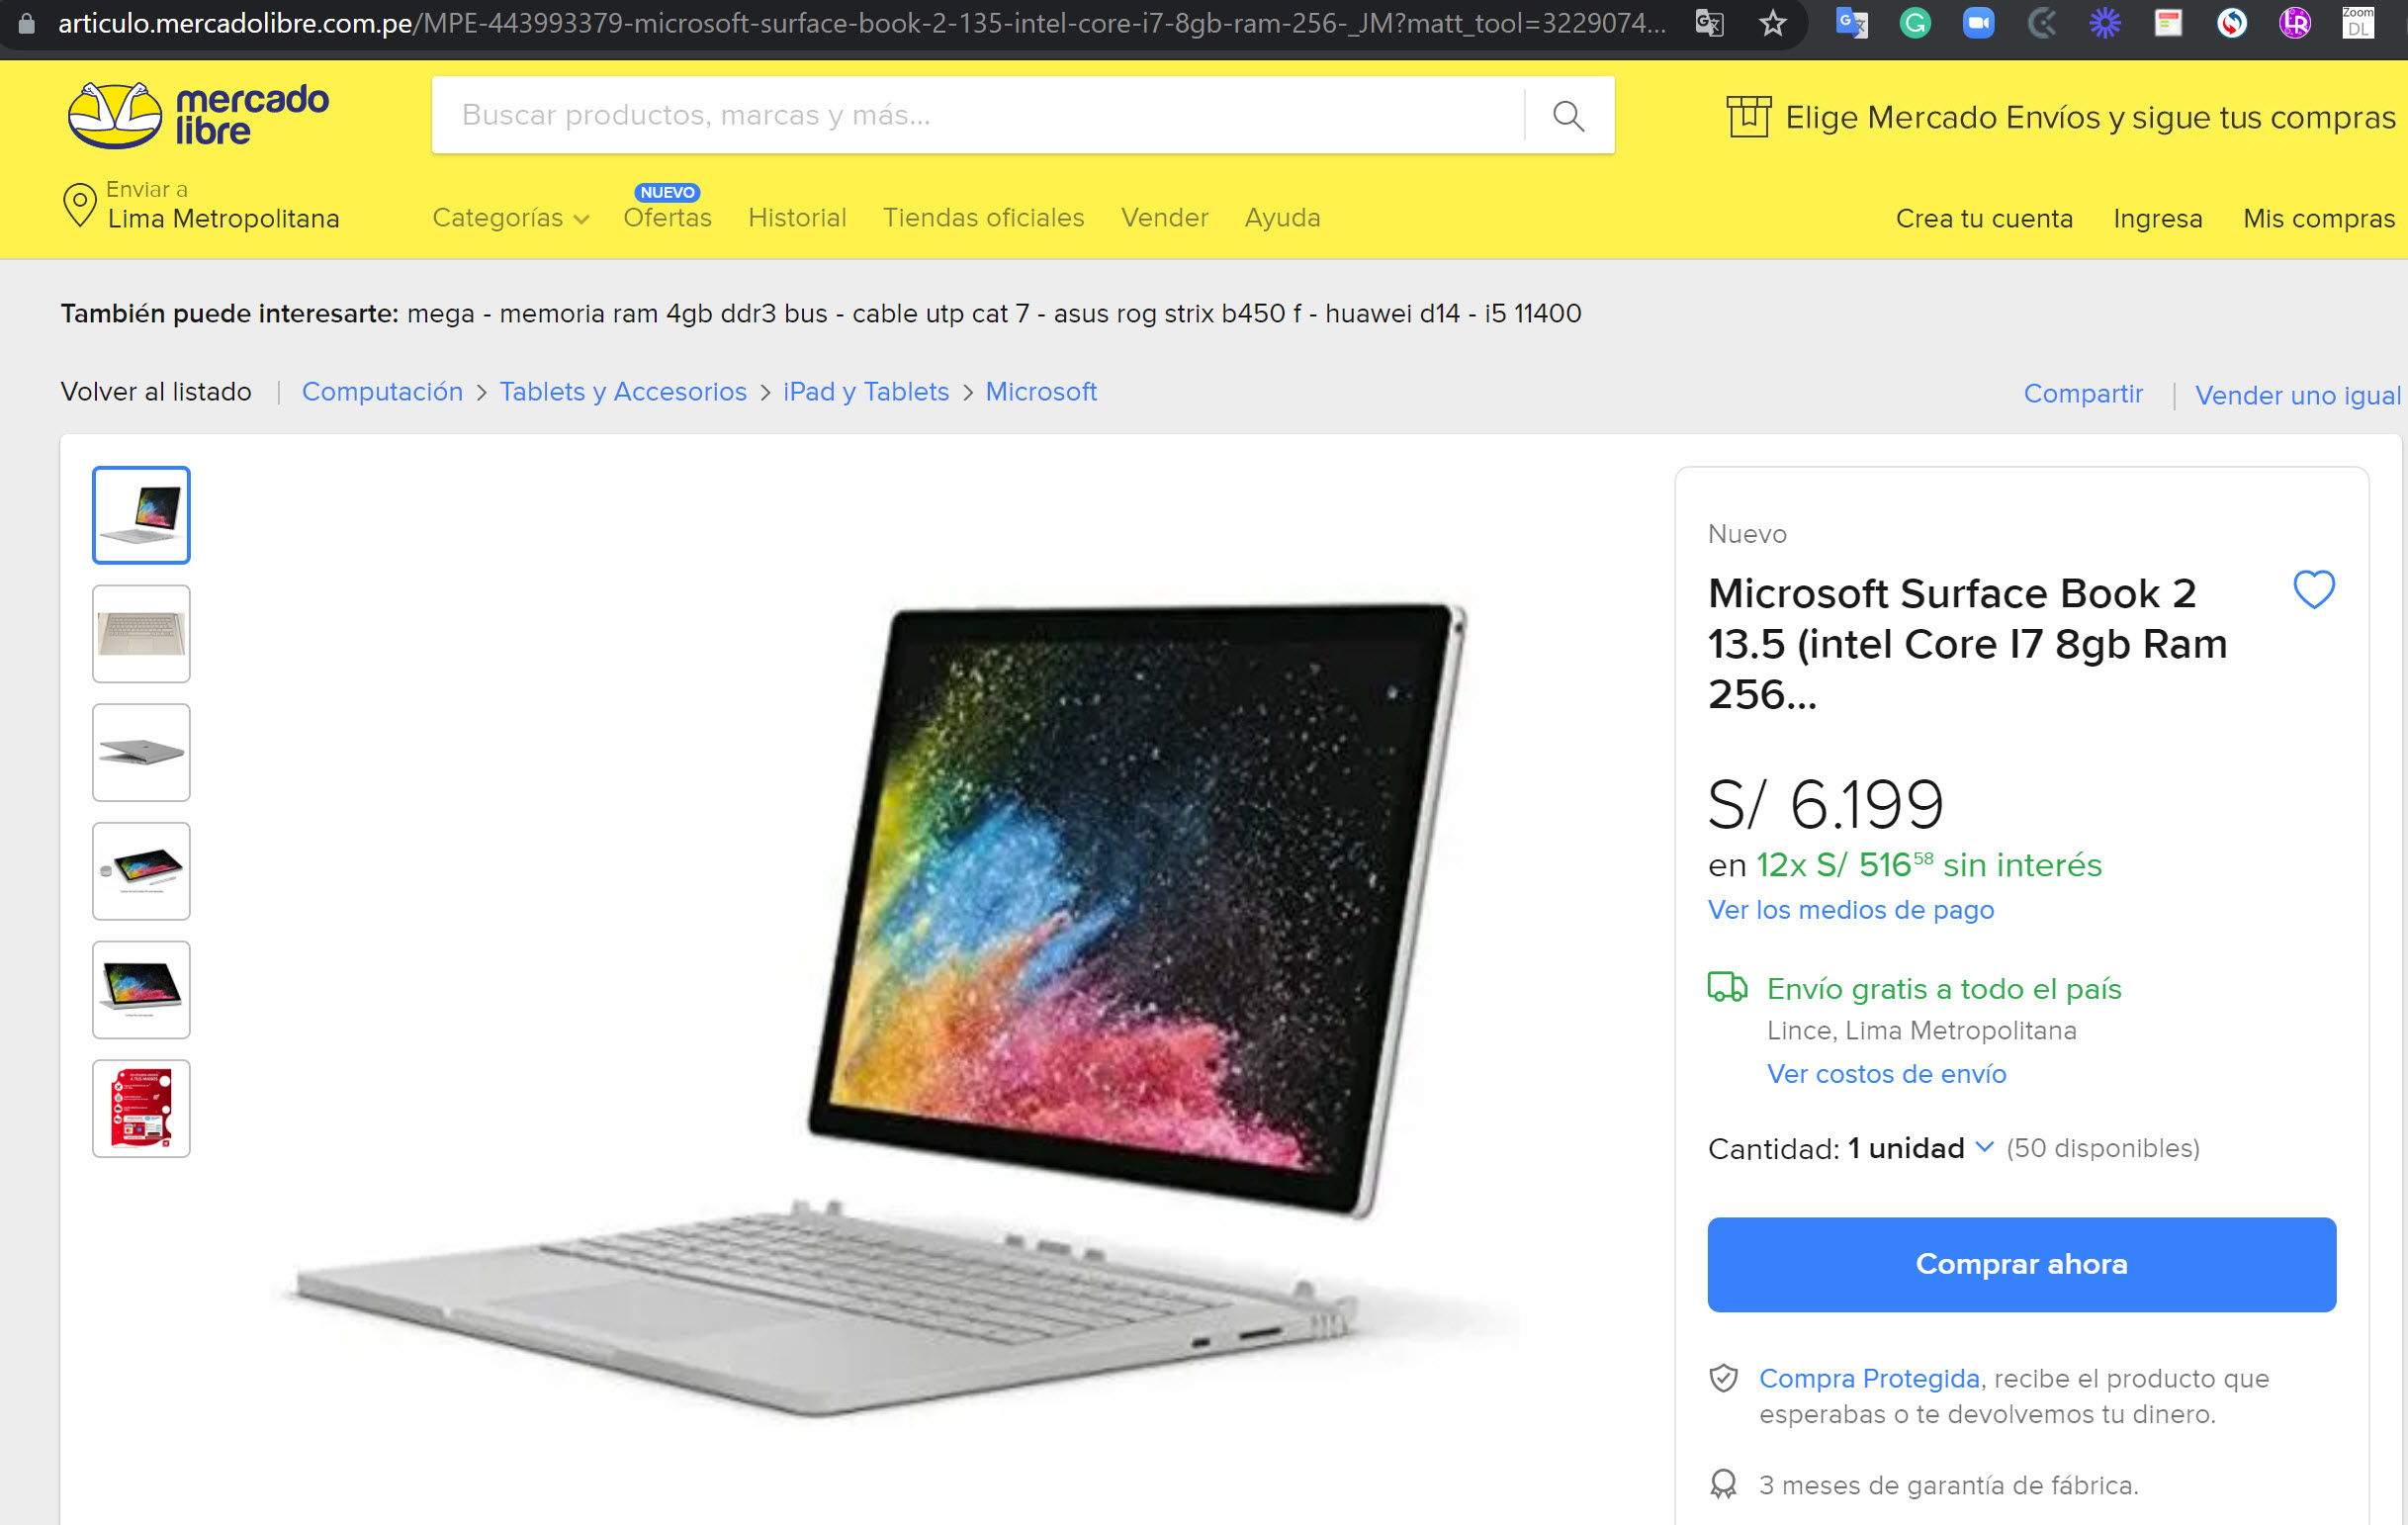 articulo.mercadolibre.com.pe/MPE-443993379-microsoft-surface-book-2-135-intel-core-i7-8gb-ram-256-_JM?matt_tool=3229074...
Zoom
DL
mercado
libre
Buscar productos, marcas y más...
Elige Mercado Envíos y sigue tus compras
Enviar a
Lima Metropolitana
NUEVO
Categorías Ofertas Historial Tiendas oficiales Vender Ayuda
Crea tu cuenta Ingresa Mis compras
También puede interesarte: mega - memoria ram 4gb ddr3 bus - cable utp cat 7 - asus rog strix b450 f - huawei d14 - i5 11400
Volver al listado | Computación > Tablets y Accesorios > iPad y Tablets > Microsoft
Compartir | Vender uno igual
Nuevo
Microsoft Surface Book 2
13.5 (intel Core I7 8gb Ram
256...
S/ 6.199
en 12x S/ 516 58 sin interés
Ver los medios de pago
Envío gratis a todo el país
Lince, Lima Metropolitana
Ver costos de envío
Cantidad: 1 unidad (50 disponibles)
Comprar ahora
Compra Protegida, recibe el producto que
esperabas o te devolvemos tu dinero.
3 meses de garantía de fábrica.